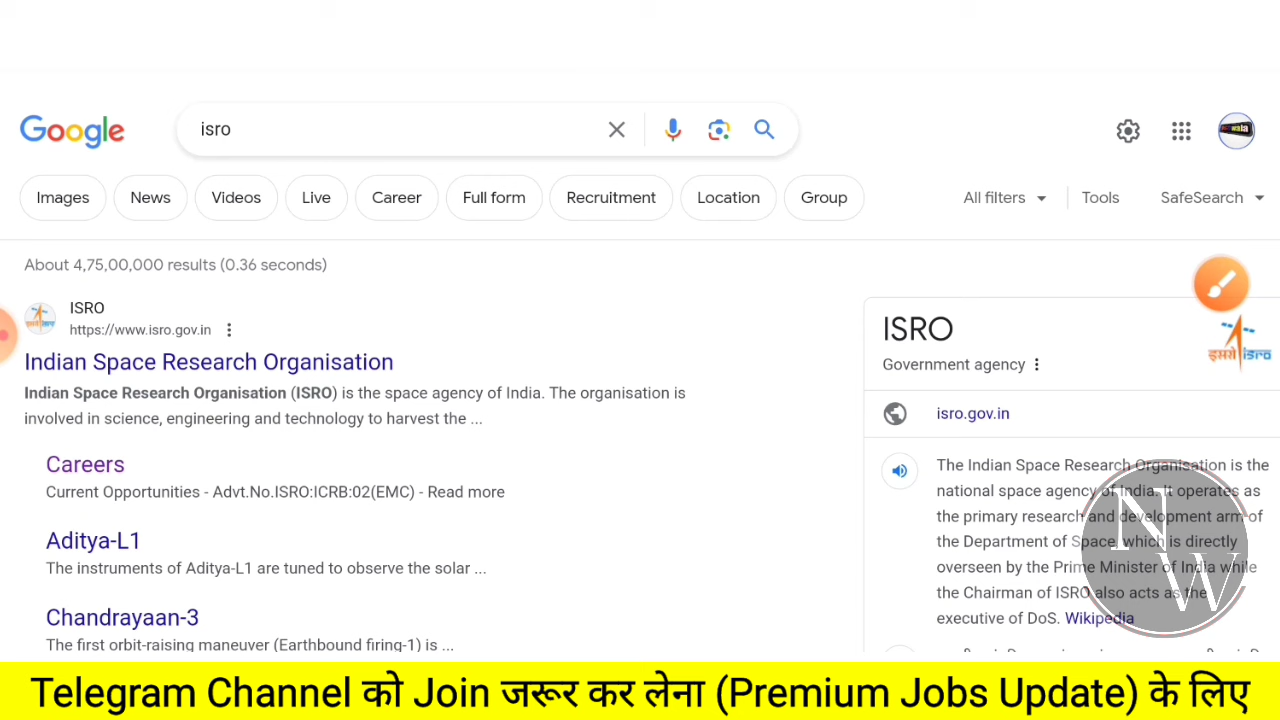 Google
isro
Images
News
Videos
Live
Career
Full form
Recruitment
Location
Group
All filters
Tools
SafeSearch
About 4,75,00,000 results (0.36 seconds)
ISRO
https://www.isro.gov.in
Indian Space Research Organisation
Indian Space Research Organisation (ISRO) is the space agency of India. The organisation is
involved in science, engineering and technology to harvest the ...
Careers
Current Opportunities - Advt.No.ISRO:ICRB:02(EMC) - Read more
Aditya-L1
The instruments of Aditya-L1 are tuned to observe the solar ...
Chandrayaan-3
The first orbit-raising maneuver (Earthbound firing-1) is ...
ISRO
Government agency
इसरो isro
isro.gov.in
The Indian Space Research Organisation is the
national space agency of India. It operates as
the primary research and development arm of
the Department of Space, which is directly
overseen by the Prime Minister of India while
the Chairman of ISRO also acts as the
executive of DoS. Wikipedia
NW
Telegram Channel को Join जरूर कर लेना (Premium Jobs Update) के लिए